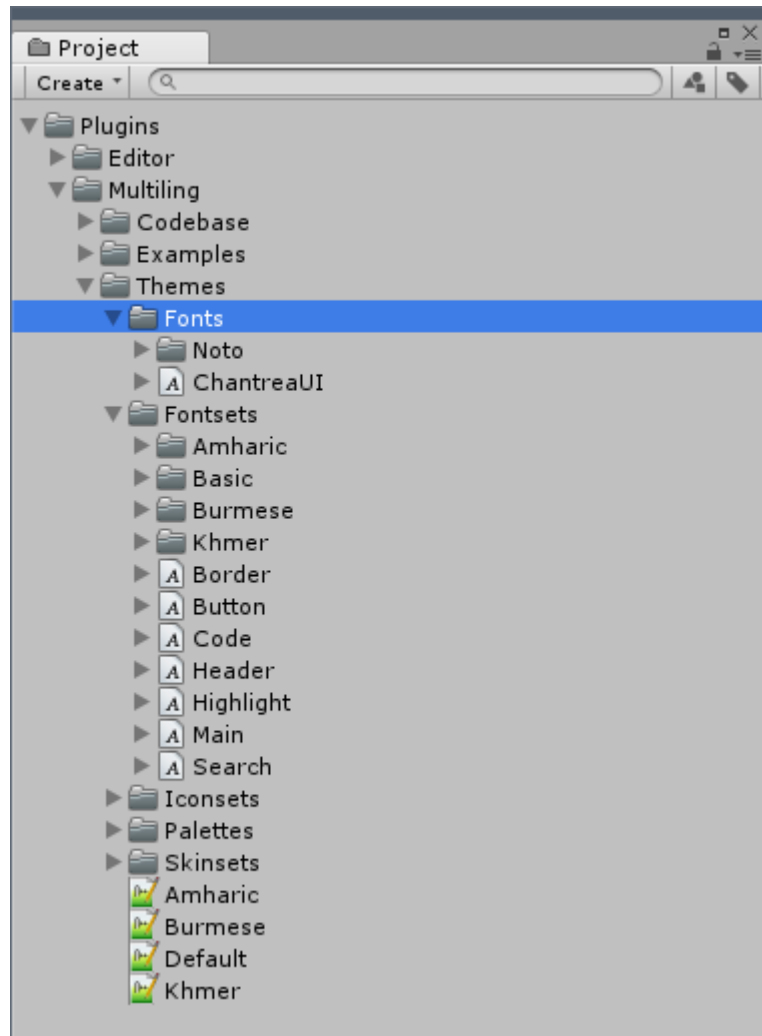 Project
Create
Plugins
Editor
Multiling
Codebase
Examples
Themes
Fonts
Noto
ChantreaUI
Fontsets
Amharic
Basic
Burmese
Khmer
Border
Button
Code
Header
Highlight
Main
Search
Iconsets
Palettes
Skinsets
Amharic
Burmese
Default
Khmer